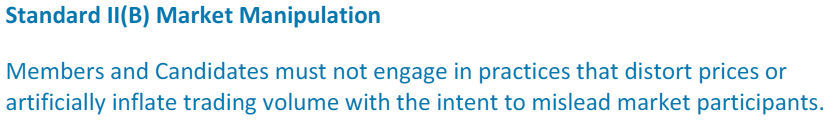 Standard II(B) Market Manipulation
Members and Candidates must not engage in practices that distort prices or
artificially inflate trading volume with the intent to mislead market participants.